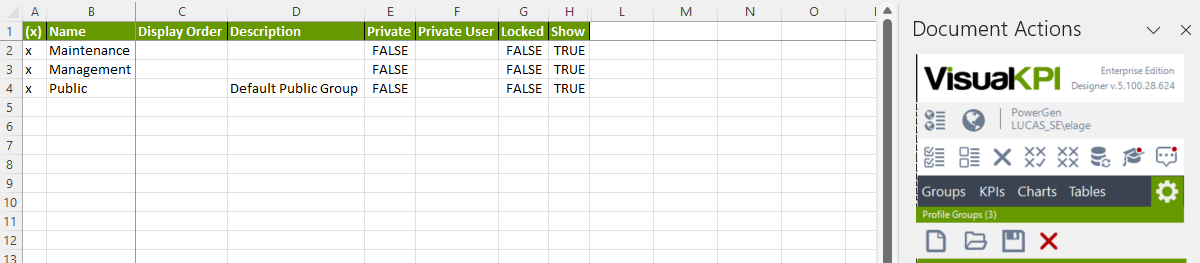 A B C D E F G H L M N O
1 (x) Name Display Order Description Private Private User Locked Show
2 x Maintenance FALSE FALSE TRUE
3 x Management FALSE FALSE TRUE
4 x Public Default Public Group FALSE FALSE TRUE
5
6
7
8
9
10
11
12
13
Document Actions
VisualKPI
Enterprise Edition
Designer v.5.100.28.624
PowerGen
LUCAS_SE\elage
Groups KPIs Charts Tables
Profile Groups (3)